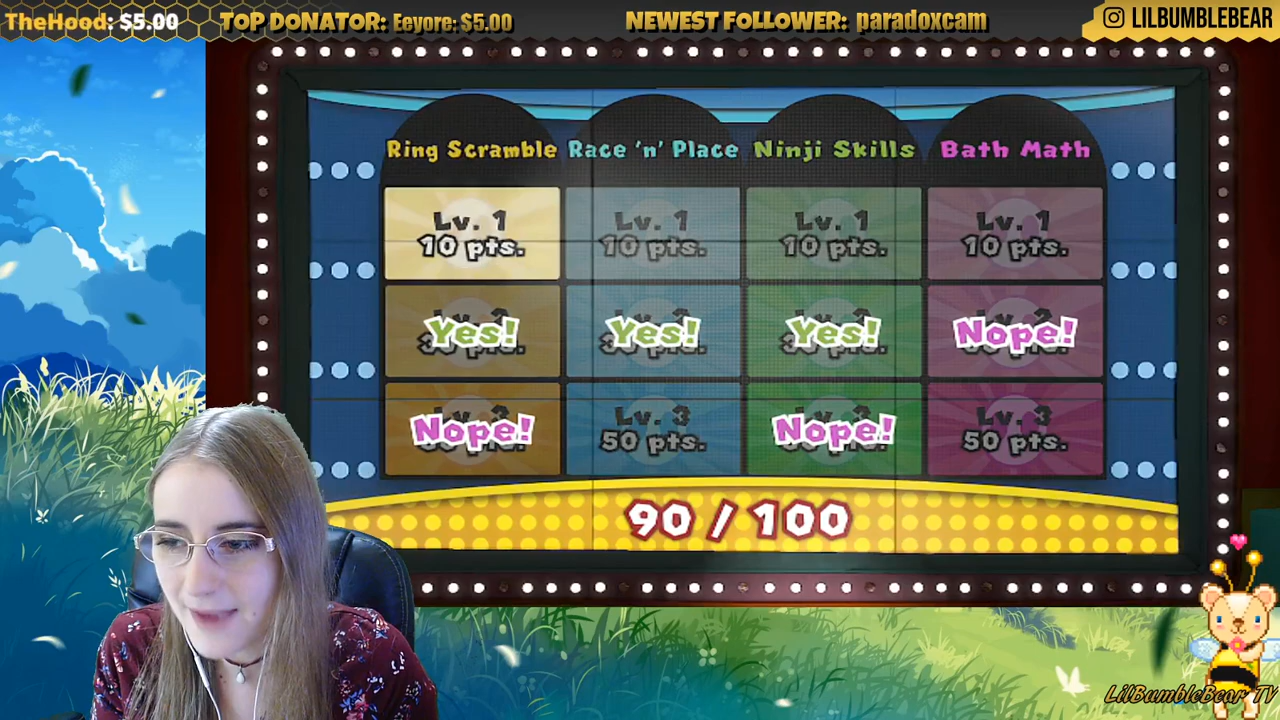 TheHood: $5.00 TOP DONATOR: Eeyore: $5.00 NEWEST FOLLOWER: paradoxcam LILBUMBLEBEAR
Ring Scramble Race 'n' Place Ninji Skills Bath Math
Lv. 1 Lv. 1 Lv. 1 Lv. 1
10 pts. 10 pts. 10 pts. 10 pts.
Yes! Yes! Yes! Nope!
Nope! Lv. 3 Nope! Lv. 3
50 pts. 50 pts.
90 / 100
LilBumbleBear TV